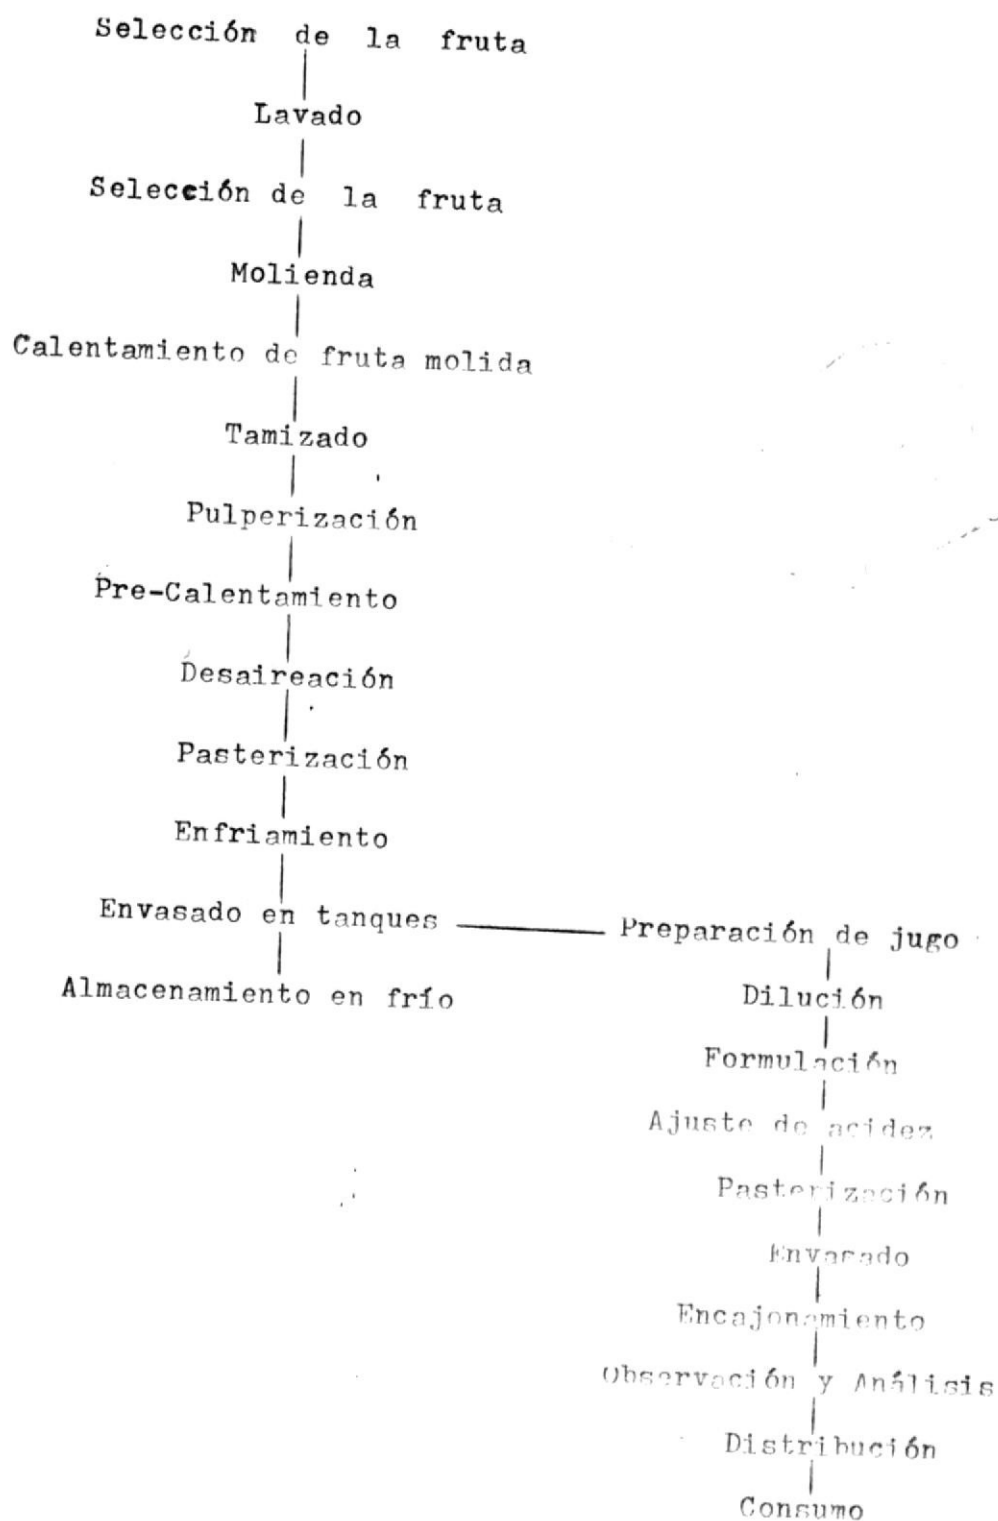 Selección de la fruta
Lavado
Selección de la fruta
Molienda
Calentamiento de fruta molida
Tamizado
Pulperización
Pre-Calentamiento
Desaireación
Pasterización
Enfriamiento
Envasado en tanques
Almacenamiento en frío
Preparación de jugo
Dilución
Formulación
Ajuste de acidez
Pasterización
Envasado
Encajonamiento
Observación y Análisis
Distribución
Consumo